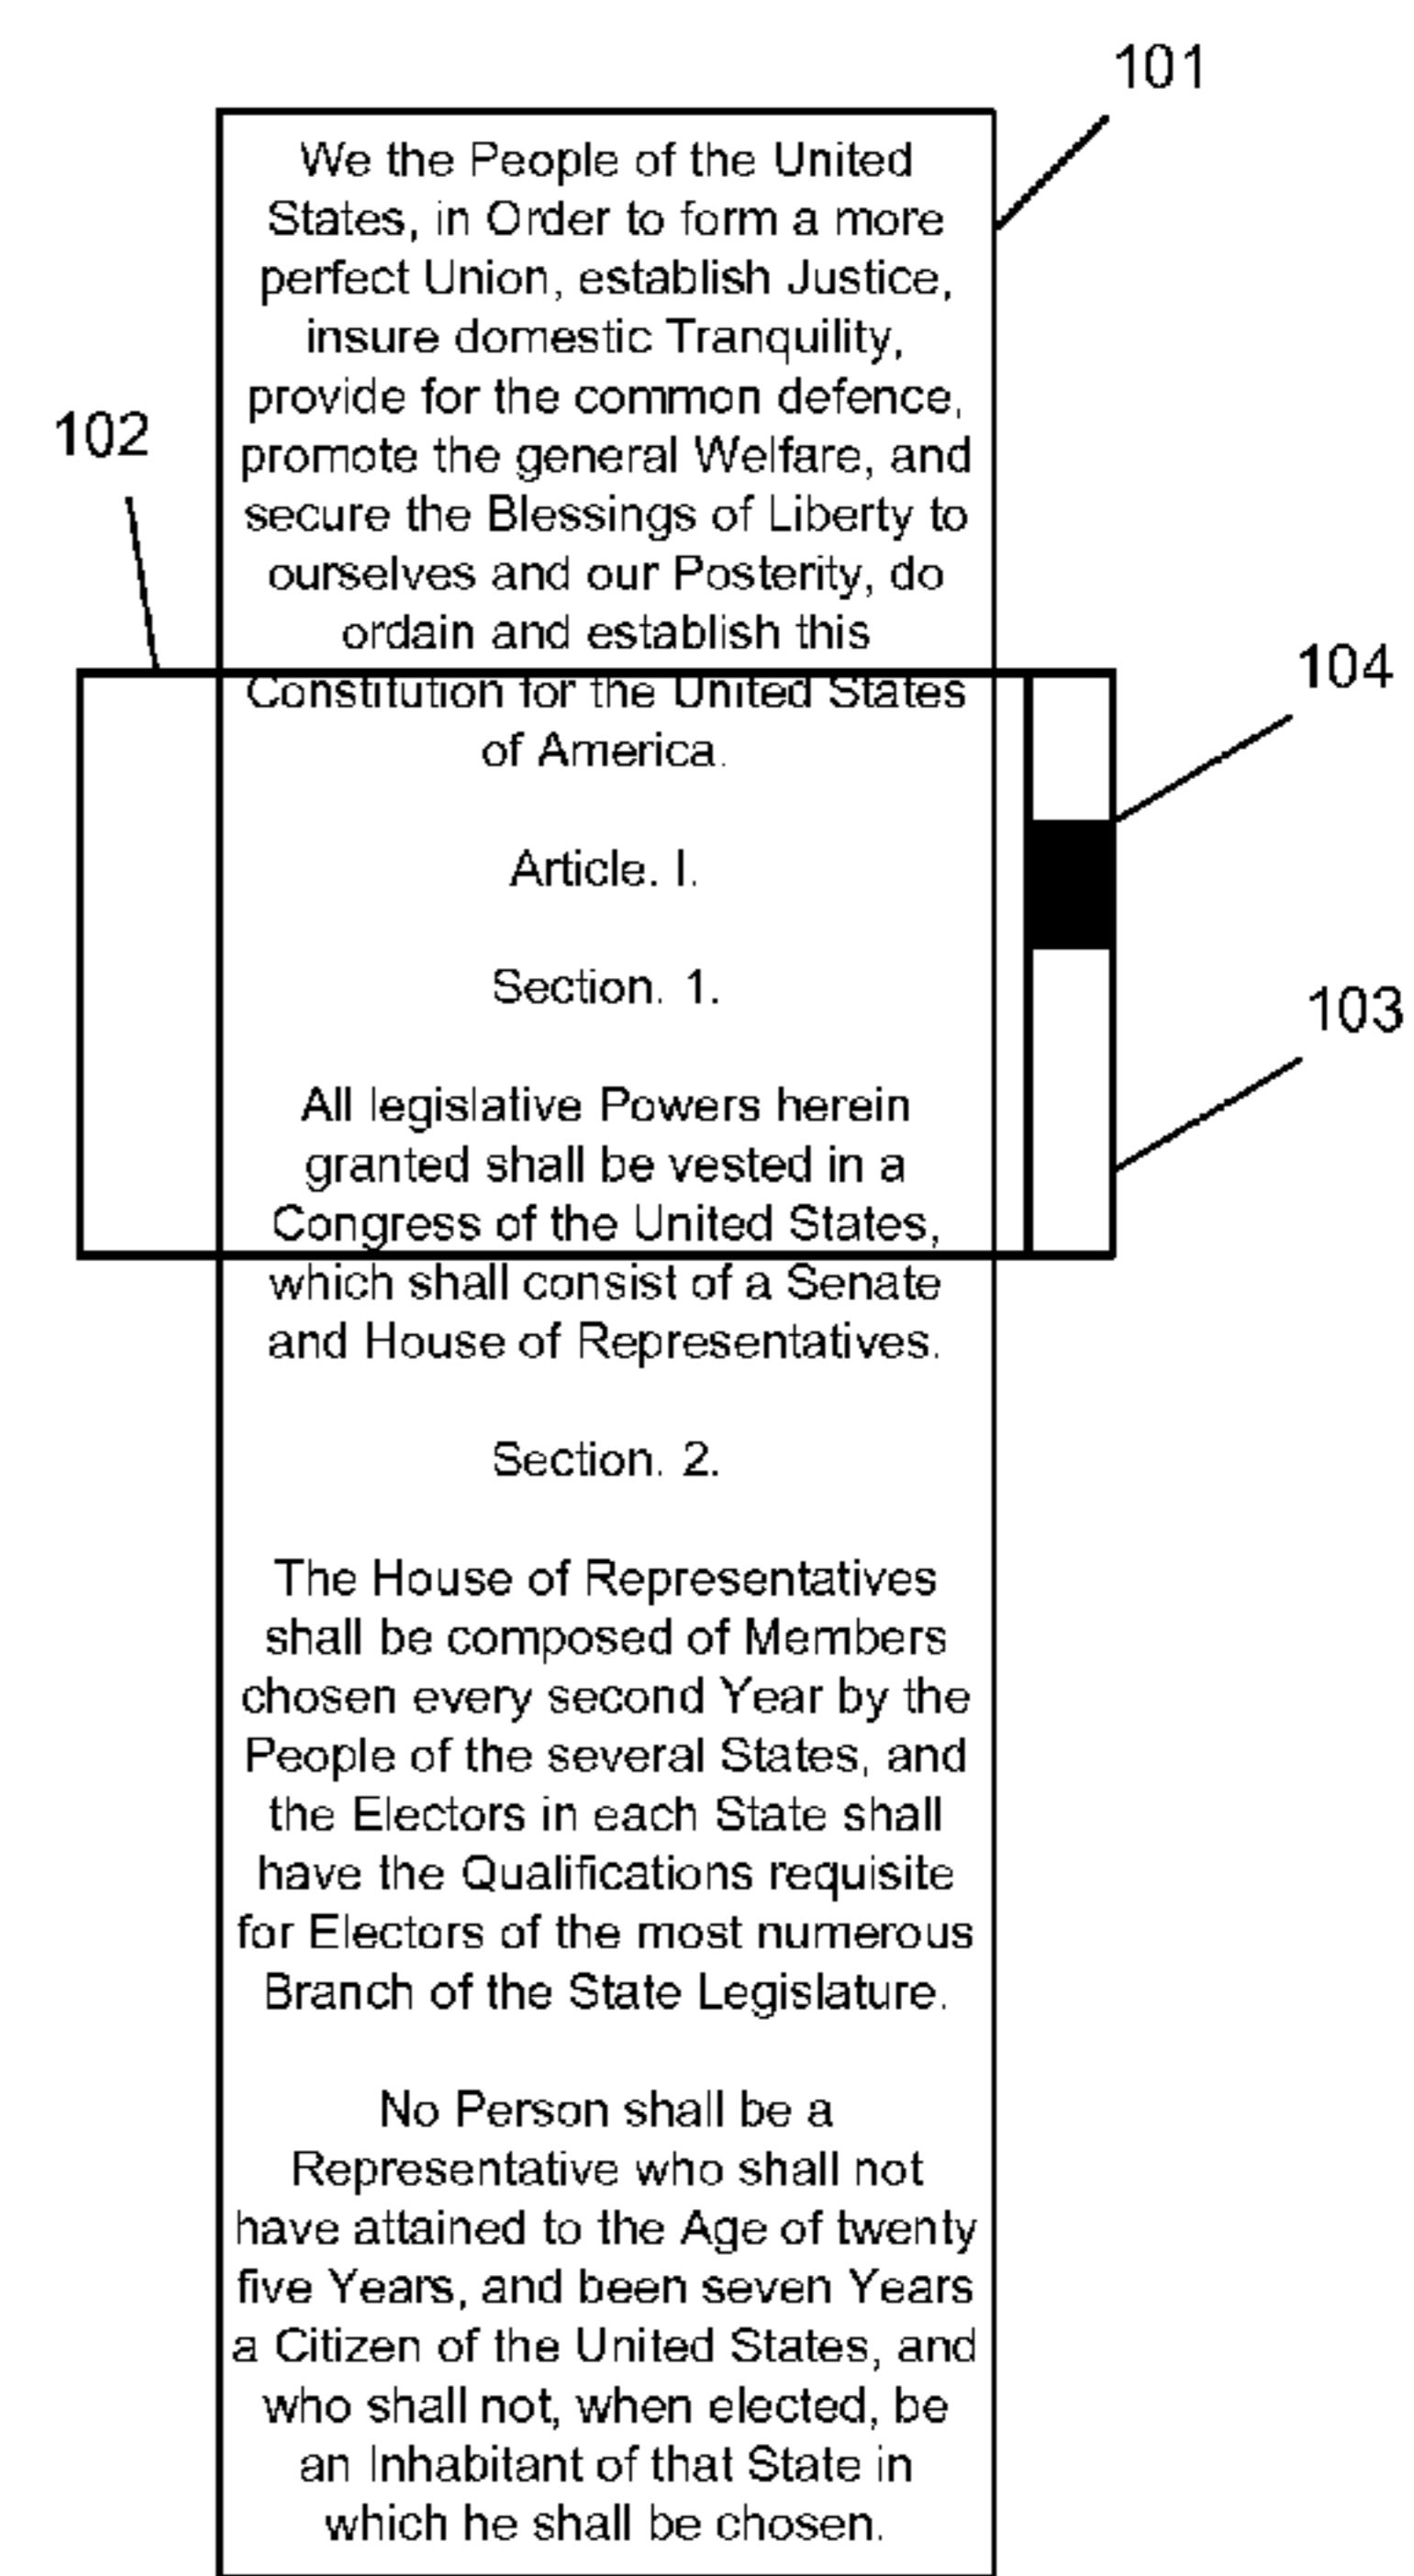 101
We the People of the United
States, in Order to form a more
perfect Union, establish Justice,
insure domestic Tranquility,
provide for the common defence,
102
promote the general Welfare, and
secure the Blessings of Liberty to
ourselves and our Posterity, do
ordain and establish this
104
Constitution for the United States
of America.
Article. I.
Section. 1.
103
All legislative Powers herein
granted shall be vested in a
Congress of the United States,
which shall consist of a Senate
and House of Representatives.
Section. 2.
The House of Representatives
shall be composed of Members
chosen every second Year by the
People of the several States, and
the Electors in each State shall
have the Qualifications requisite
for Electors of the most numerous
Branch of the State Legislature.
No Person shall be a
Representative who shall not
have attained to the Age of twenty
five Years, and been seven Years
a Citizen of the United States, and
who shall not, when elected, be
an Inhabitant of that State in
which he shall be chosen.